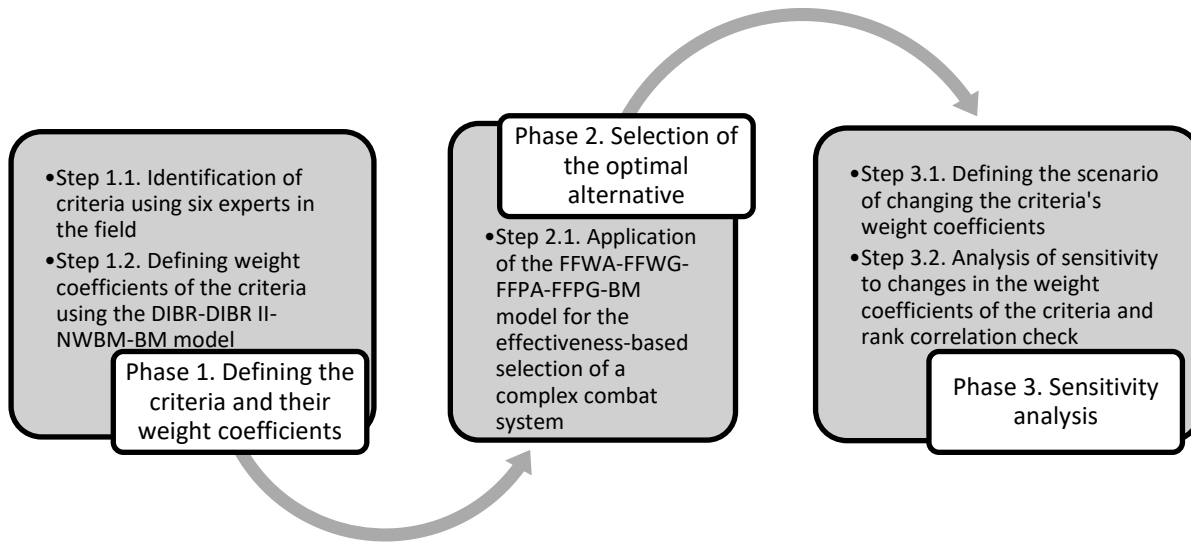 •Step 1.1. Identification of
criteria using six experts in
the field
•Step 1.2. Defining weight
coefficients of the criteria
using the DIBR-DIBR II-
NWBM-BM model
Phase 1. Defining the
criteria and their
weight coefficients
Phase 2. Selection of
the optimal
alternative
•Step 2.1. Application
of the FFWA-FFWG-
FFPA-FFPG-BM
model for the
effectiveness-based
selection of a
complex combat
system
•Step 3.1. Defining the scenario
of changing the criteria's
weight coefficients
•Step 3.2. Analysis of sensitivity
to changes in the weight
coefficients of the criteria and
rank correlation check
Phase 3. Sensitivity
analysis